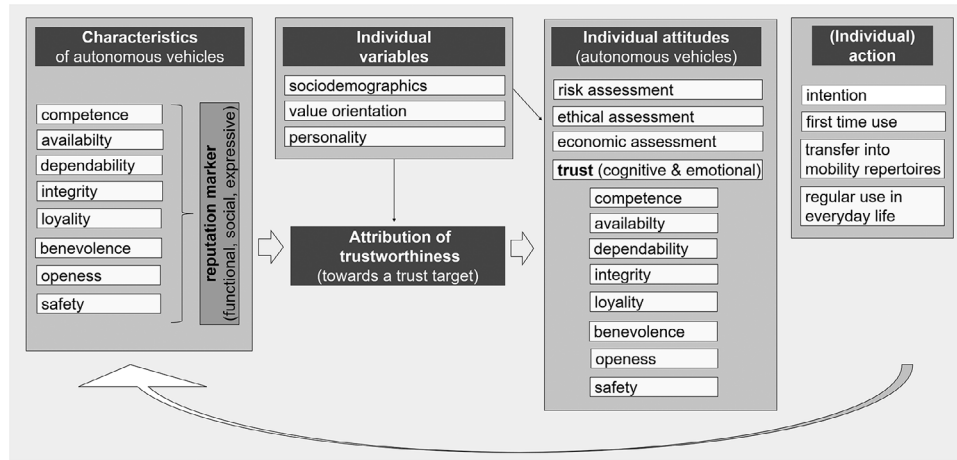 Characteristics
of autonomous vehicles
competence
availabilty
dependability
integrity
loyality
benevolence
openess
safety
reputation marker
(functional, social, expressive)
Individual
variables
sociodemographics
value orientation
personality
Attribution of
trustworthiness
(towards a trust target)
Individual attitudes
(autonomous vehicles)
risk assessment
ethical assessment
economic assessment
trust (cognitive & emotional)
competence
availabilty
dependability
integrity
loyality
benevolence
openess
safety
(Individual)
action
intention
first time use
transfer into
mobility repertoires
regular use in
everyday life